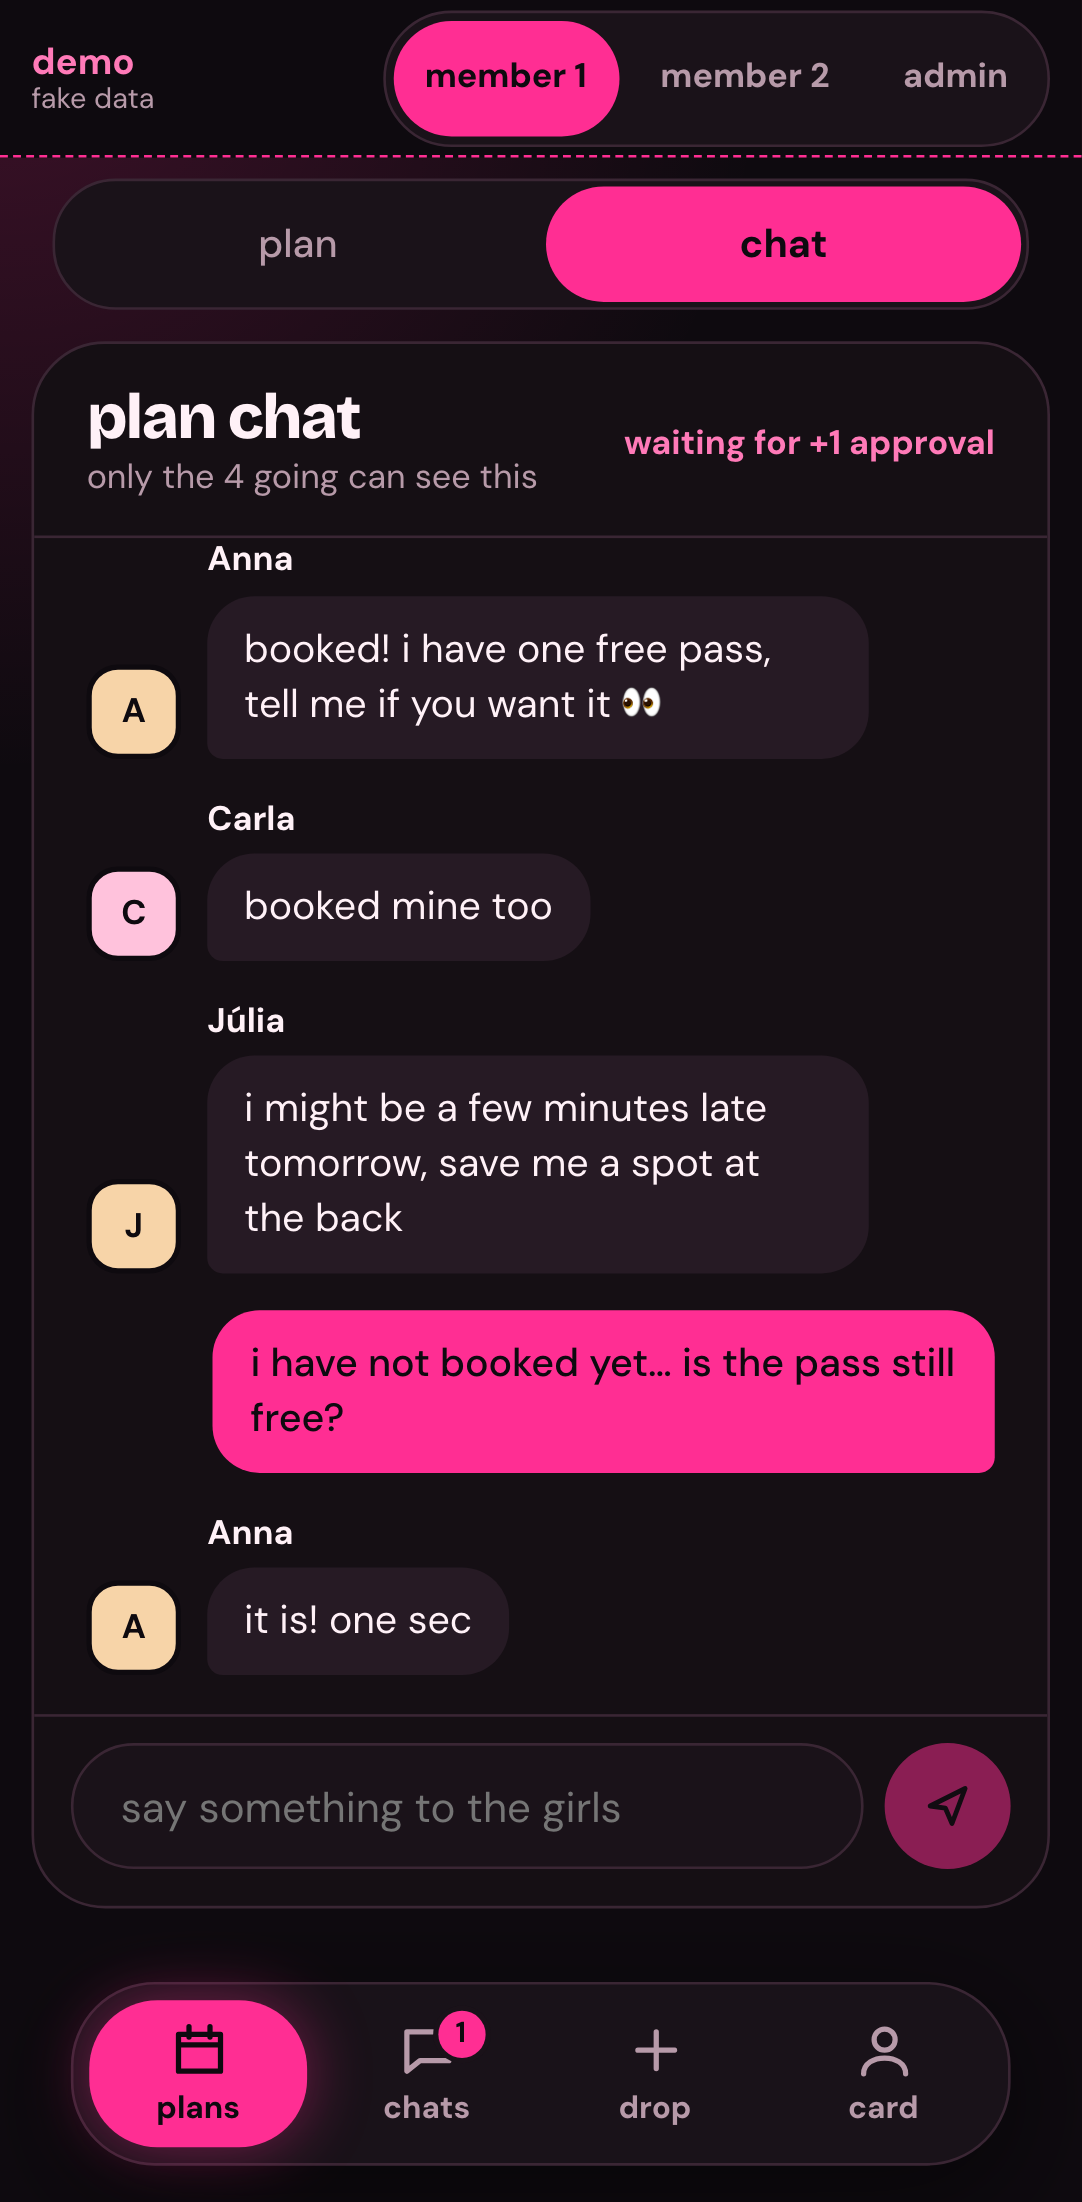 demo
fake data
member 1
member 2
admin
plan
chat
plan chat
only the 4 going can see this
waiting for +1 approval
Anna
booked! i have one free pass,
tell me if you want it 👀
A
Carla
booked mine too
C
Júlia
i might be a few minutes late
tomorrow, save me a spot at
the back
J
i have not booked yet... is the pass still
free?
Anna
it is! one sec
A
say something to the girls
plans
1
chats
drop
card